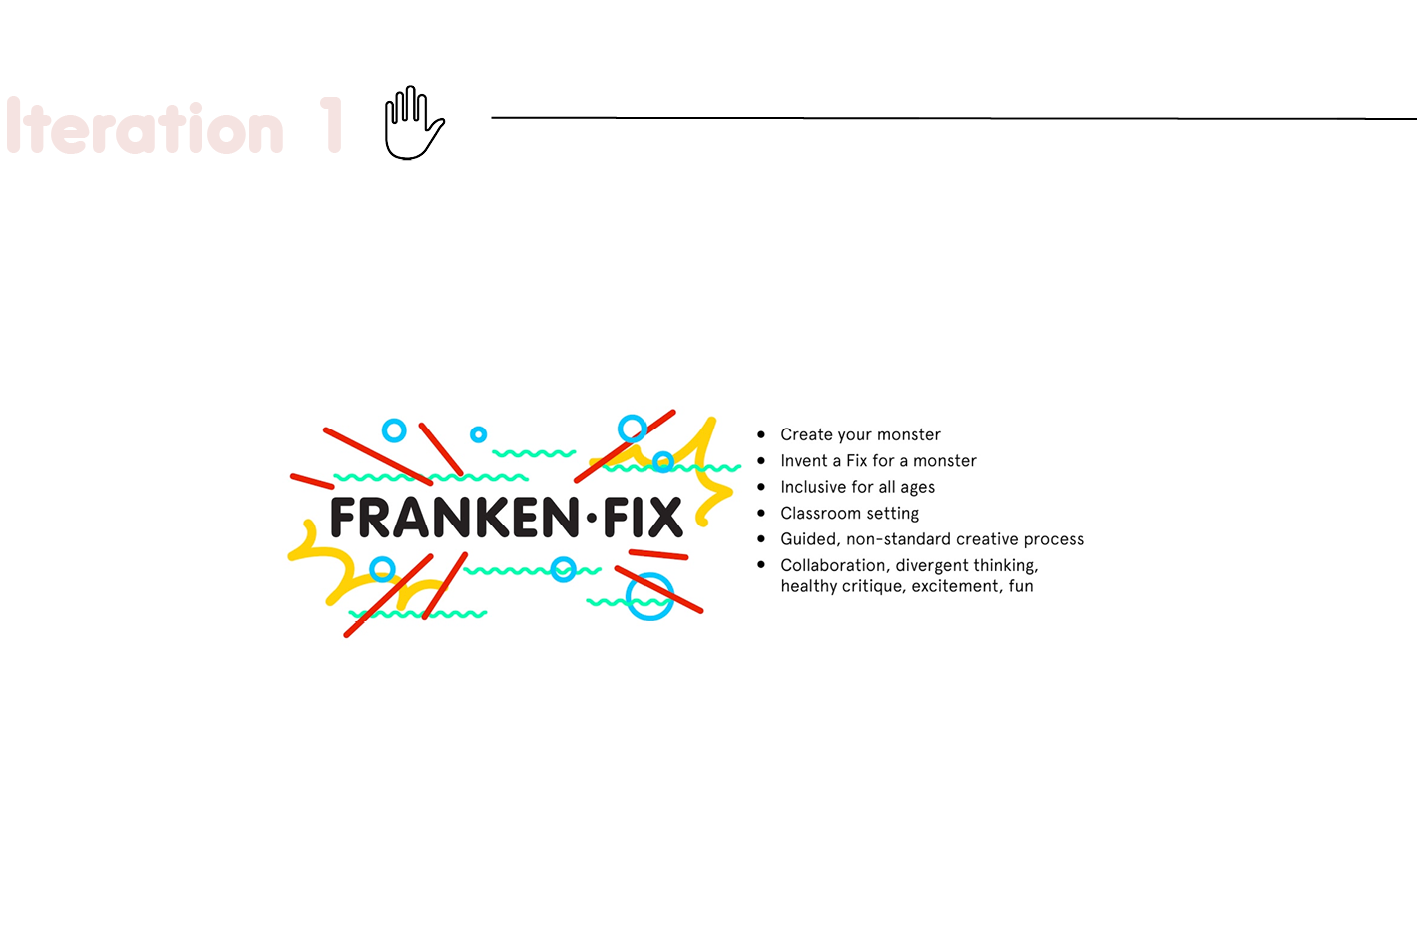 Iteration 1
FRANKEN·FIX
Create your monster
Invent a Fix for a monster
Inclusive for all ages
Classroom setting
Guided, non-standard creative process
Collaboration, divergent thinking,
healthy critique, excitement, fun